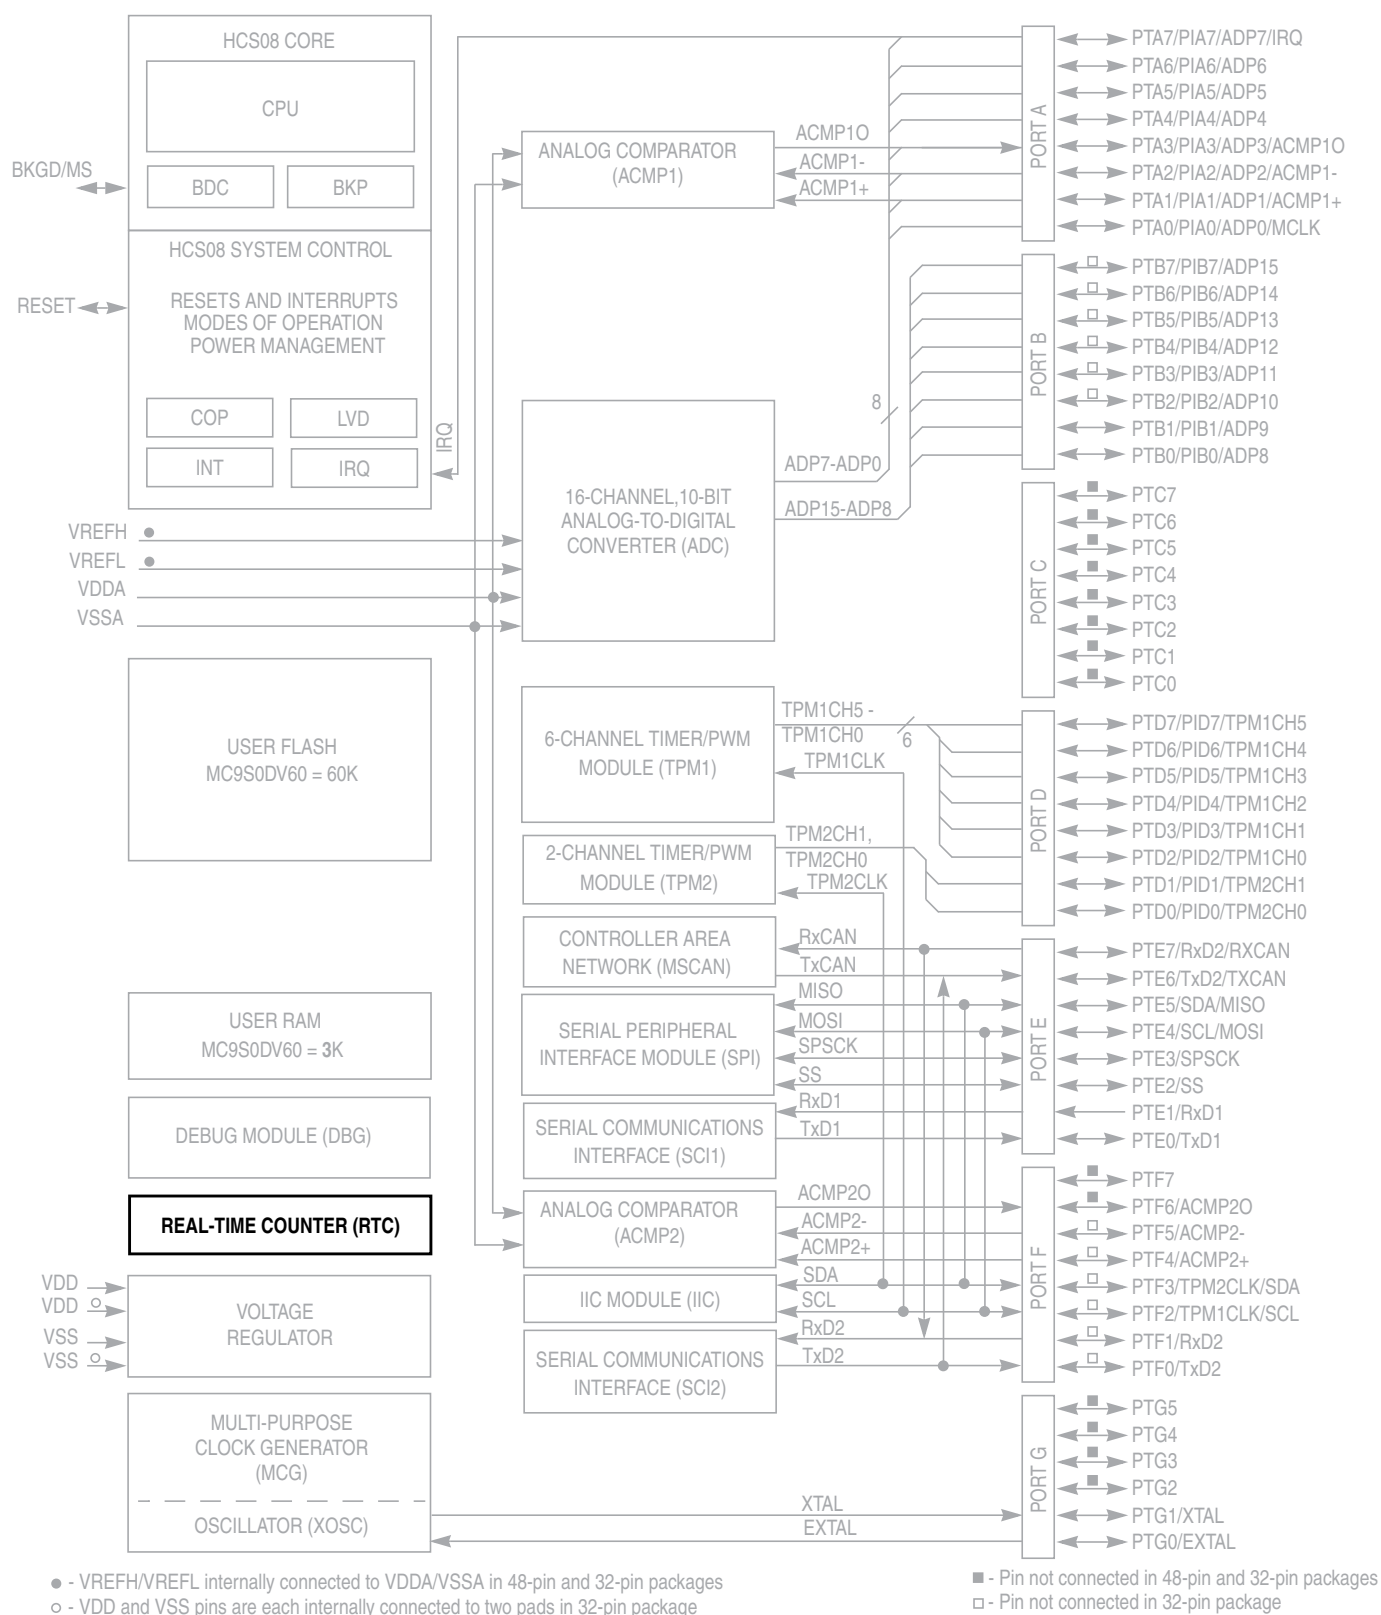 HCS08 CORE
CPU
BDC
BKP
BKGD/MS
HCS08 SYSTEM CONTROL
RESETS AND INTERRUPTS
MODES OF OPERATION
POWER MANAGEMENT
RESET
COP
LVD
INT
IRQ
IRQ
VREFH
VREFL
VDDA
VSSA
USER FLASH
MC9S0DV60 = 60K
USER RAM
MC9S0DV60 = 3K
DEBUG MODULE (DBG)
REAL-TIME COUNTER (RTC)
VDD
VDD
VSS
VSS
VOLTAGE
REGULATOR
MULTI-PURPOSE
CLOCK GENERATOR
(MCG)
OSCILLATOR (XOSC)
ANALOG COMPARATOR
(ACMP1)
ACMP1O
ACMP1-
ACMP1+
16-CHANNEL,10-BIT
ANALOG-TO-DIGITAL
CONVERTER (ADC)
8
ADP7-ADP0
ADP15-ADP8
6-CHANNEL TIMER/PWM
MODULE (TPM1)
TPM1CH5 -
TPM1CH0
6
TPM1CLK
2-CHANNEL TIMER/PWM
MODULE (TPM2)
TPM2CH1,
TPM2CH0
TPM2CLK
CONTROLLER AREA
NETWORK (MSCAN)
RxCAN
TxCAN
SERIAL PERIPHERAL
INTERFACE MODULE (SPI)
MISO
MOSI
SPSCK
SS
SERIAL COMMUNICATIONS
INTERFACE (SCI1)
RxD1
TxD1
ANALOG COMPARATOR
(ACMP2)
ACMP2O
ACMP2-
ACMP2+
IIC MODULE (IIC)
SDA
SCL
SERIAL COMMUNICATIONS
INTERFACE (SCI2)
RxD2
TxD2
XTAL
EXTAL
PORT A
PTA7/PIA7/ADP7/IRQ
PTA6/PIA6/ADP6
PTA5/PIA5/ADP5
PTA4/PIA4/ADP4
PTA3/PIA3/ADP3/ACMP1O
PTA2/PIA2/ADP2/ACMP1-
PTA1/PIA1/ADP1/ACMP1+
PTA0/PIA0/ADP0/MCLK
PORT B
PTB7/PIB7/ADP15
PTB6/PIB6/ADP14
PTB5/PIB5/ADP13
PTB4/PIB4/ADP12
PTB3/PIB3/ADP11
PTB2/PIB2/ADP10
PTB1/PIB1/ADP9
PTB0/PIB0/ADP8
PORT C
PTC7
PTC6
PTC5
PTC4
PTC3
PTC2
PTC1
PTC0
PORT D
PTD7/PID7/TPM1CH5
PTD6/PID6/TPM1CH4
PTD5/PID5/TPM1CH3
PTD4/PID4/TPM1CH2
PTD3/PID3/TPM1CH1
PTD2/PID2/TPM1CH0
PTD1/PID1/TPM2CH1
PTD0/PID0/TPM2CH0
PORT E
PTE7/RxD2/RXCAN
PTE6/TxD2/TXCAN
PTE5/SDA/MISO
PTE4/SCL/MOSI
PTE3/SPSCK
PTE2/SS
PTE1/RxD1
PTE0/TxD1
PORT F
PTF7
PTF6/ACMP2O
PTF5/ACMP2-
PTF4/ACMP2+
PTF3/TPM2CLK/SDA
PTF2/TPM1CLK/SCL
PTF1/RxD2
PTF0/TxD2
PORT G
PTG5
PTG4
PTG3
PTG2
PTG1/XTAL
PTG0/EXTAL
● - VREFH/VREFL internally connected to VDDA/VSSA in 48-pin and 32-pin packages
○ - VDD and VSS pins are each internally connected to two pads in 32-pin package
■ - Pin not connected in 48-pin and 32-pin packages
□ - Pin not connected in 32-pin package